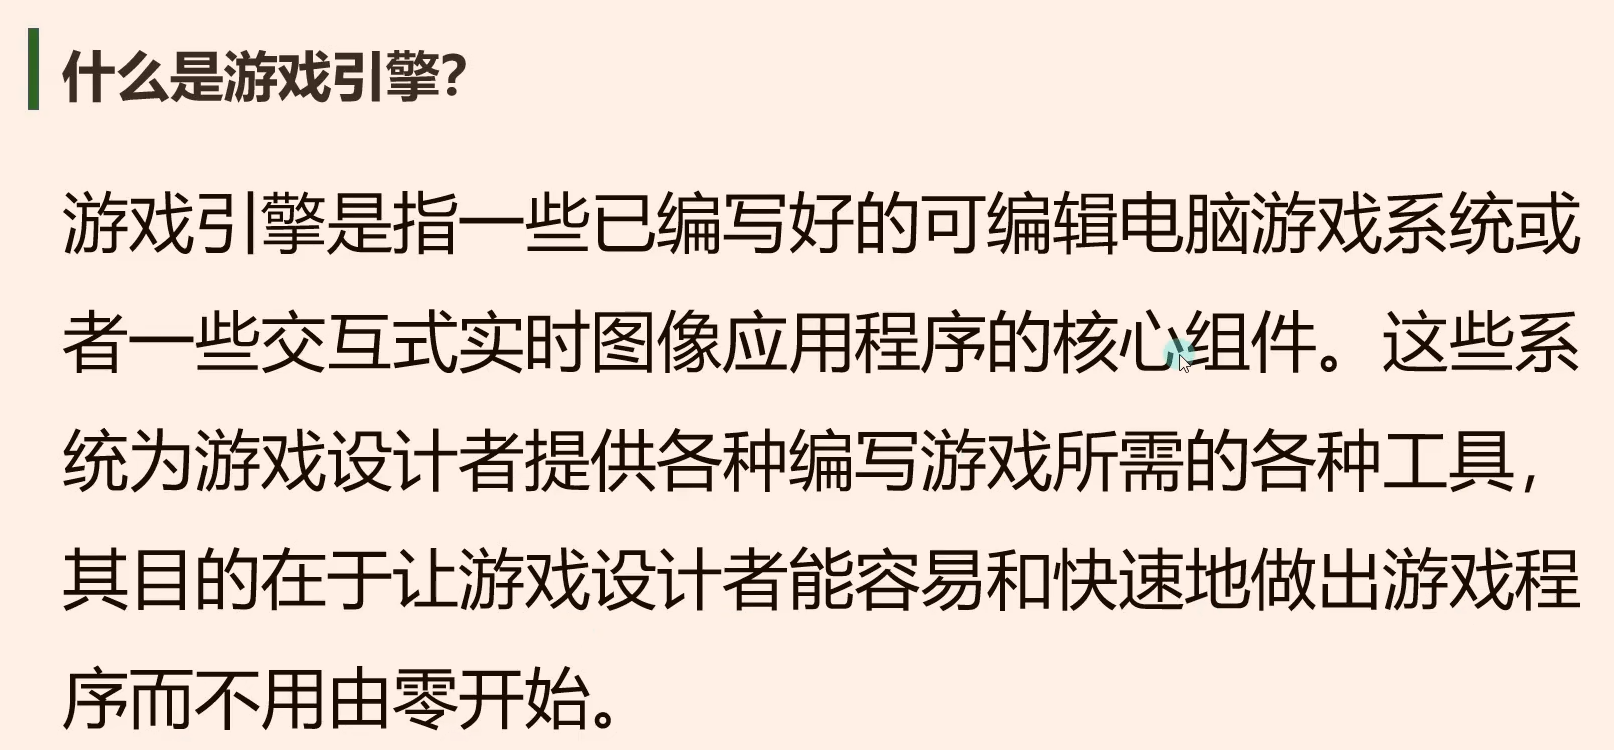 什么是游戏引擎？
游戏引擎是指一些已编写好的可编辑电脑游戏系统或
者一些交互式实时图像应用程序的核心组件。这些系
统为游戏设计者提供各种编写游戏所需的各种工具，
其目的在于让游戏设计者能容易和快速地做出游戏程
序而不用由零开始。